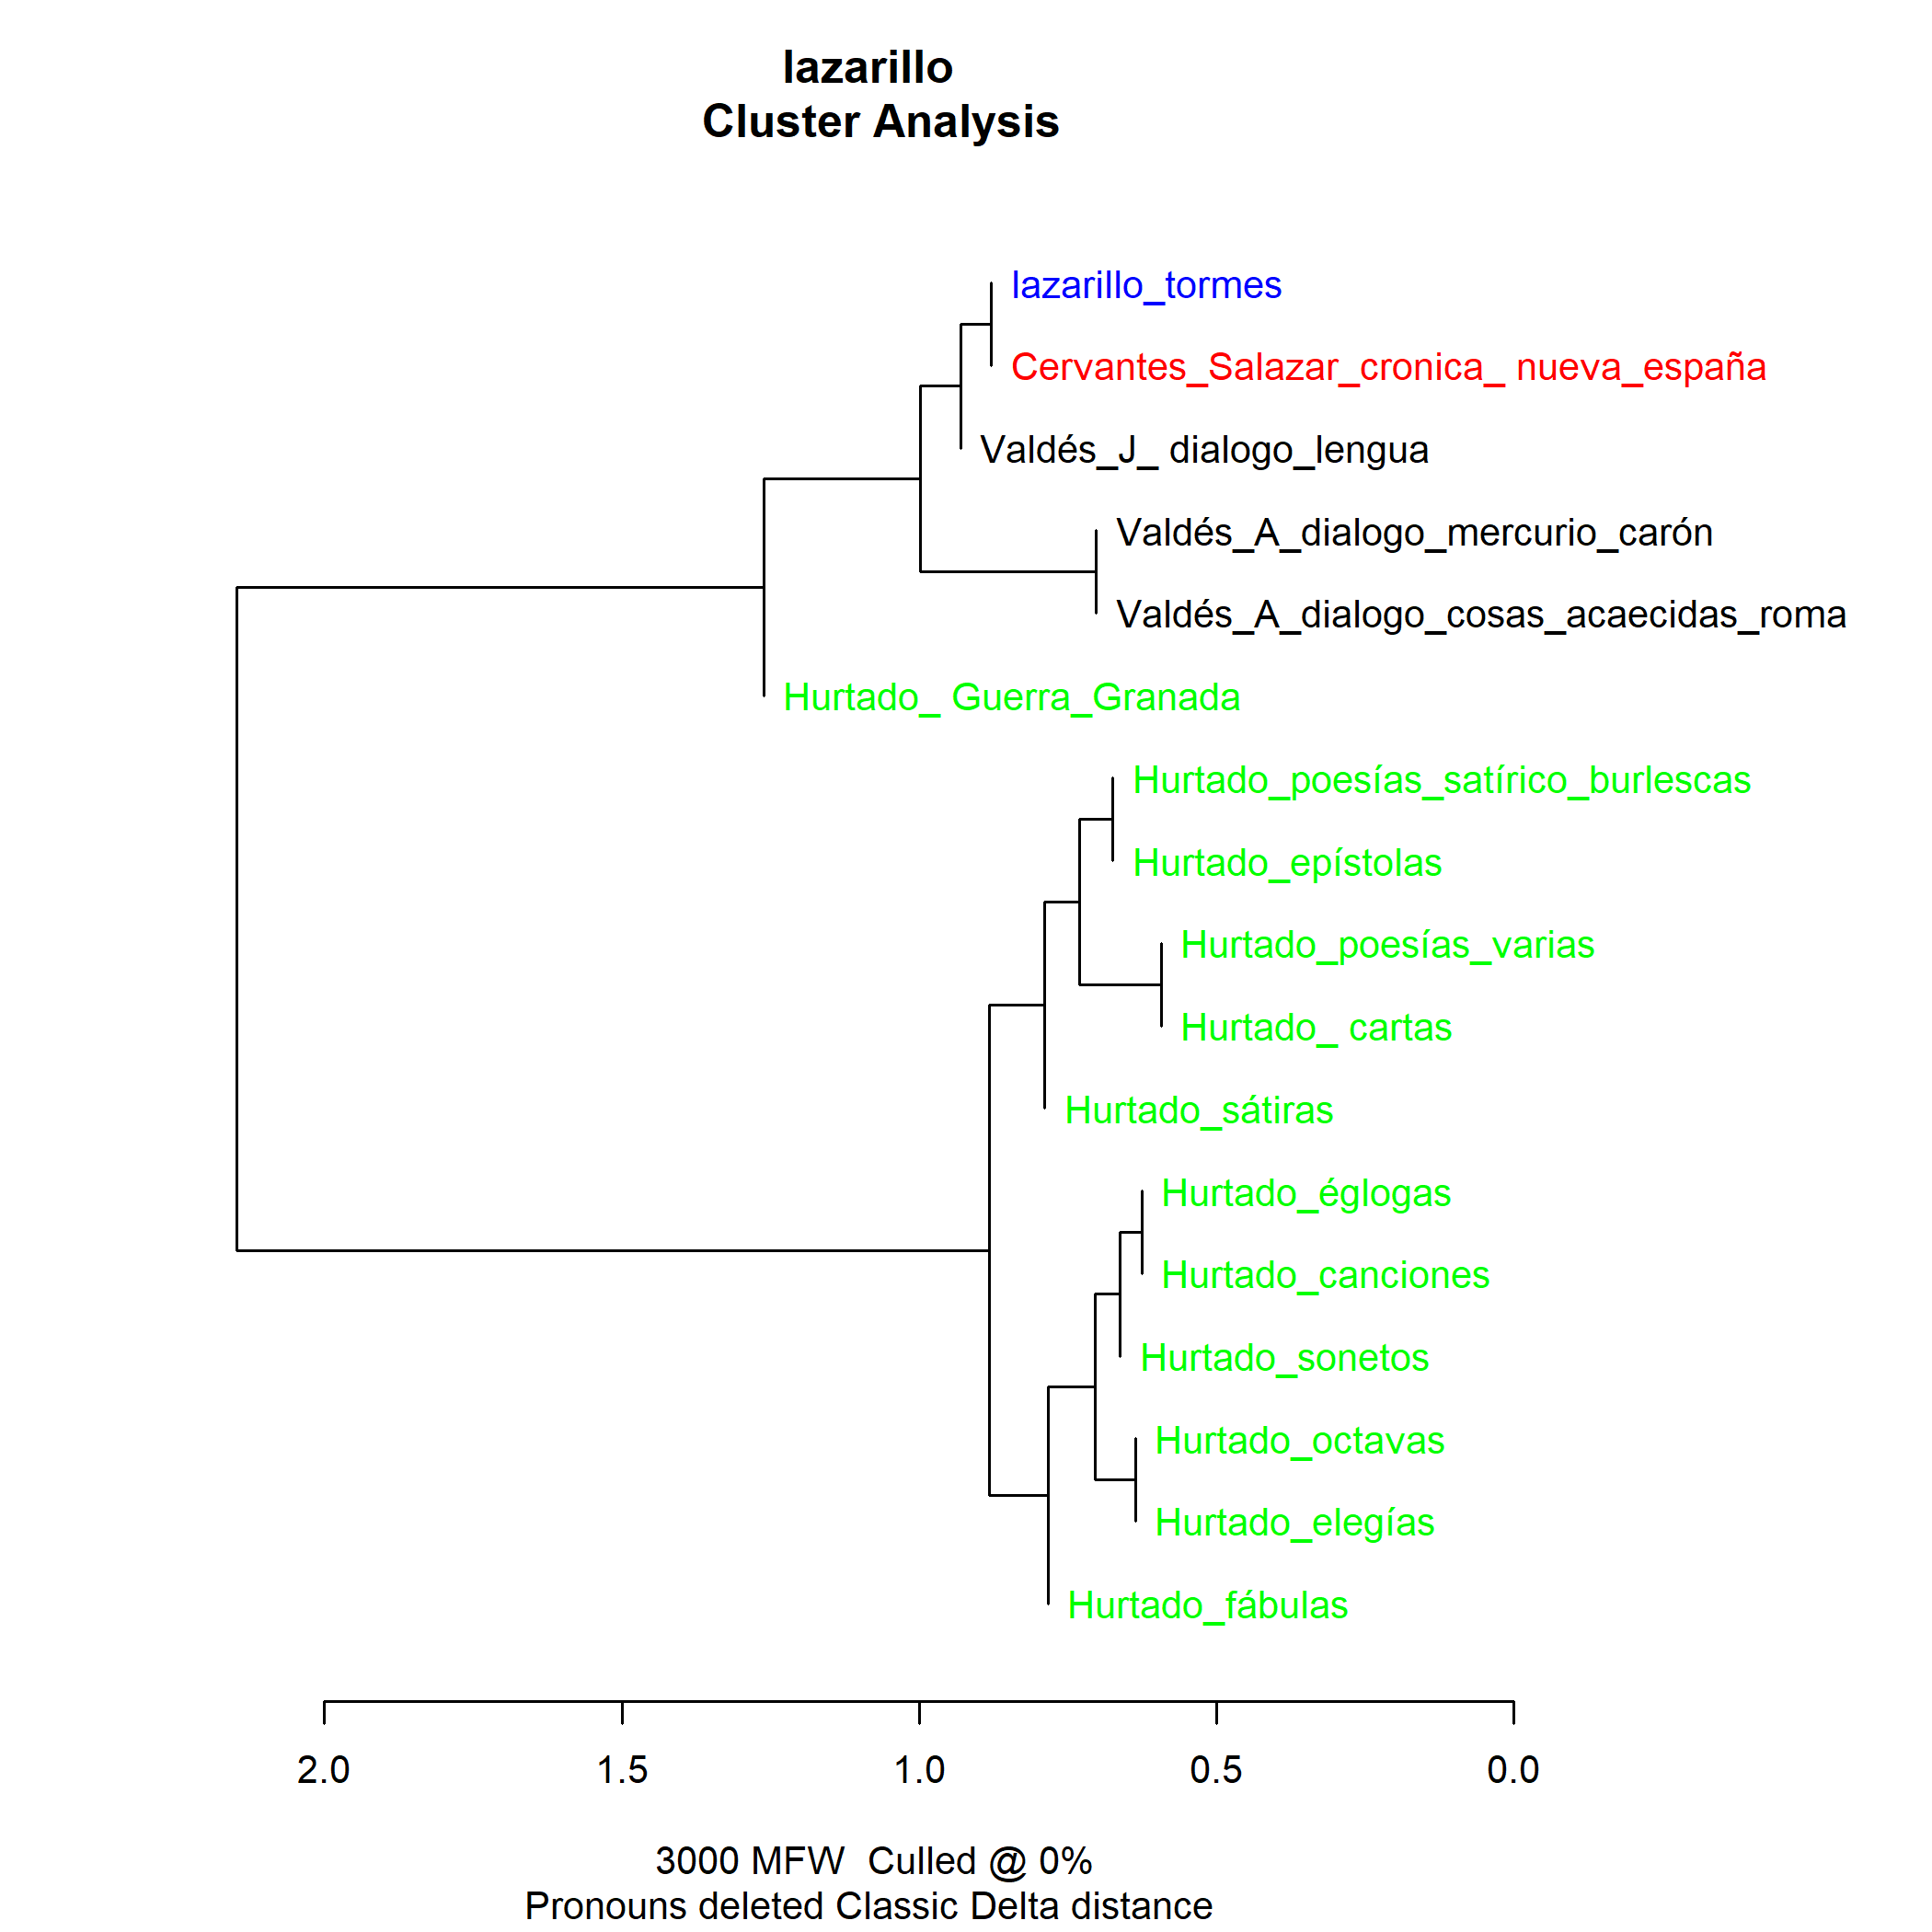 lazarillo
Cluster Analysis
lazarillo_tormes
Cervantes_Salazar_cronica_ nueva_españa
Valdés_J_ dialogo_lengua
Valdés_A_dialogo_mercurio_carón
Valdés_A_dialogo_cosas_acaecidas_roma
Hurtado_ Guerra_Granada
Hurtado_poesías_satírico_burlescas
Hurtado_epístolas
Hurtado_poesías_varias
Hurtado_ cartas
Hurtado_sátiras
Hurtado_églogas
Hurtado_canciones
Hurtado_sonetos
Hurtado_octavas
Hurtado_elegías
Hurtado_fábulas
2.0 1.5 1.0 0.5 0.0
3000 MFW  Culled @ 0%
Pronouns deleted Classic Delta distance